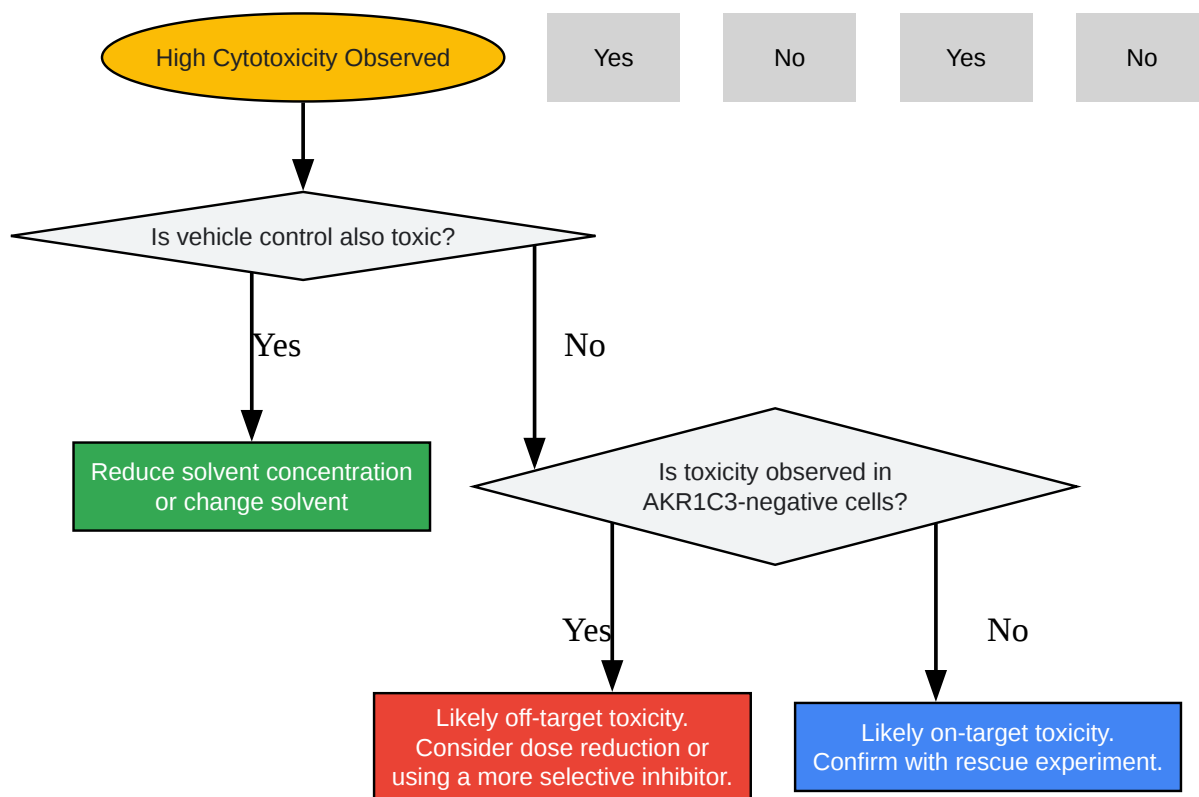 High Cytotoxicity Observed
Yes
No
Yes
No
Is vehicle control also toxic?
Yes
No
Reduce solvent concentration
or change solvent
Is toxicity observed in
AKR1C3-negative cells?
Yes
No
Likely off-target toxicity.
Consider dose reduction or
using a more selective inhibitor.
Likely on-target toxicity.
Confirm with rescue experiment.